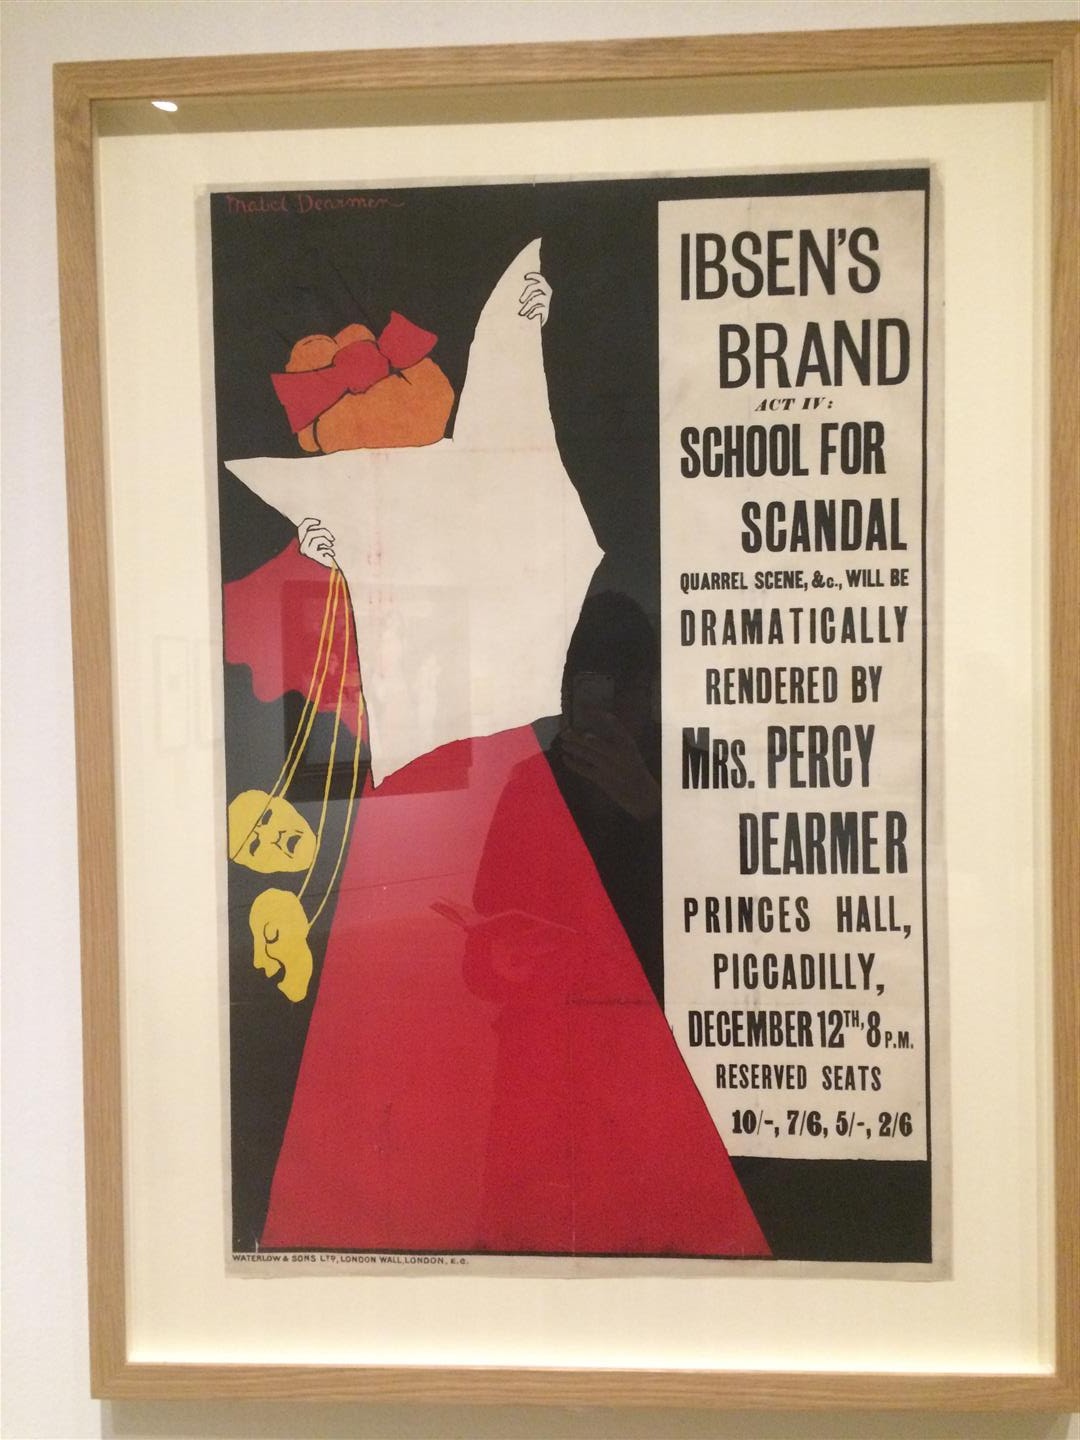 Mabel Dearmer
IBSEN'S
BRAND
ACT IV:
SCHOOL FOR
SCANDAL
QUARREL SCENE, &c., WILL BE
DRAMATICALLY
RENDERED BY
MRS. PERCY
DEARMER
PRINCES HALL,
PICCADILLY,
DECEMBER 12TH, 8 P.M.
RESERVED SEATS
10/-, 7/6, 5/-, 2/6
WATERLOW & SONS LTD, LONDON WALL, LONDON, E.C.